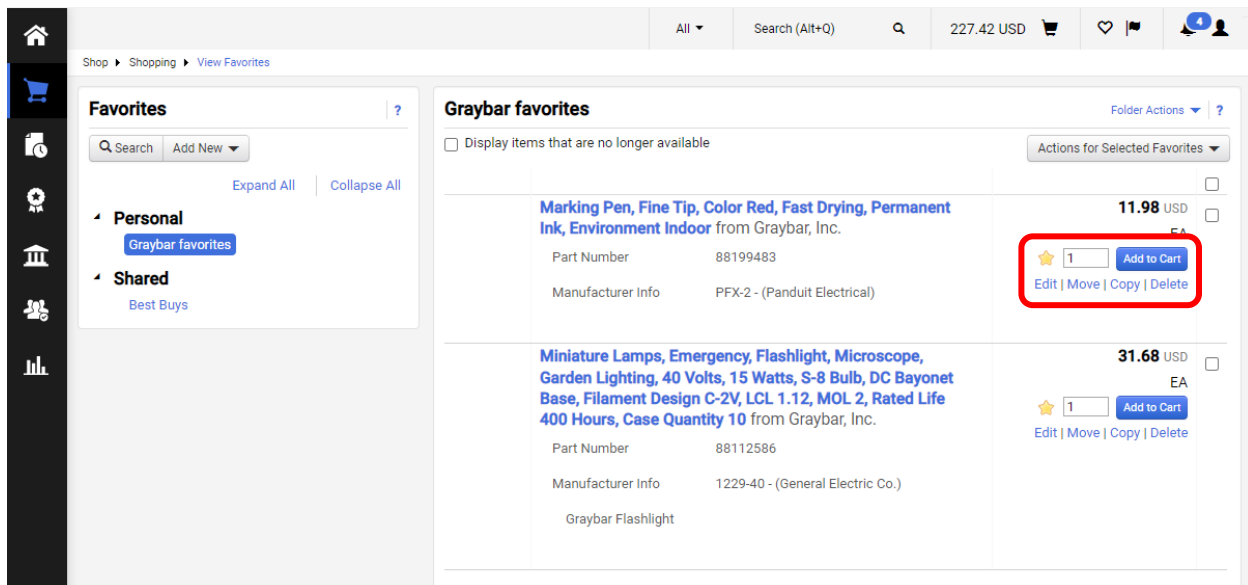 All
Search (Alt+Q)
227.42 USD
4
Shop Shopping View Favorites
Favorites
?
Search
Add New
Expand All
Collapse All
Personal
Graybar favorites
Shared
Best Buys
Graybar favorites
Folder Actions
?
Display items that are no longer available
Actions for Selected Favorites
Marking Pen, Fine Tip, Color Red, Fast Drying, Permanent
Ink, Environment Indoor from Graybar, Inc.
11.98 USD
EA
Part Number 88199483
1
Add to Cart
Edit | Move | Copy | Delete
Manufacturer Info PFX-2 - (Panduit Electrical)
Miniature Lamps, Emergency, Flashlight, Microscope,
Garden Lighting, 40 Volts, 15 Watts, S-8 Bulb, DC Bayonet
Base, Filament Design C-2V, LCL 1.12, MOL 2, Rated Life
400 Hours, Case Quantity 10 from Graybar, Inc.
31.68 USD
EA
1
Add to Cart
Edit | Move | Copy | Delete
Part Number 88112586
Manufacturer Info 1229-40 - (General Electric Co.)
Graybar Flashlight